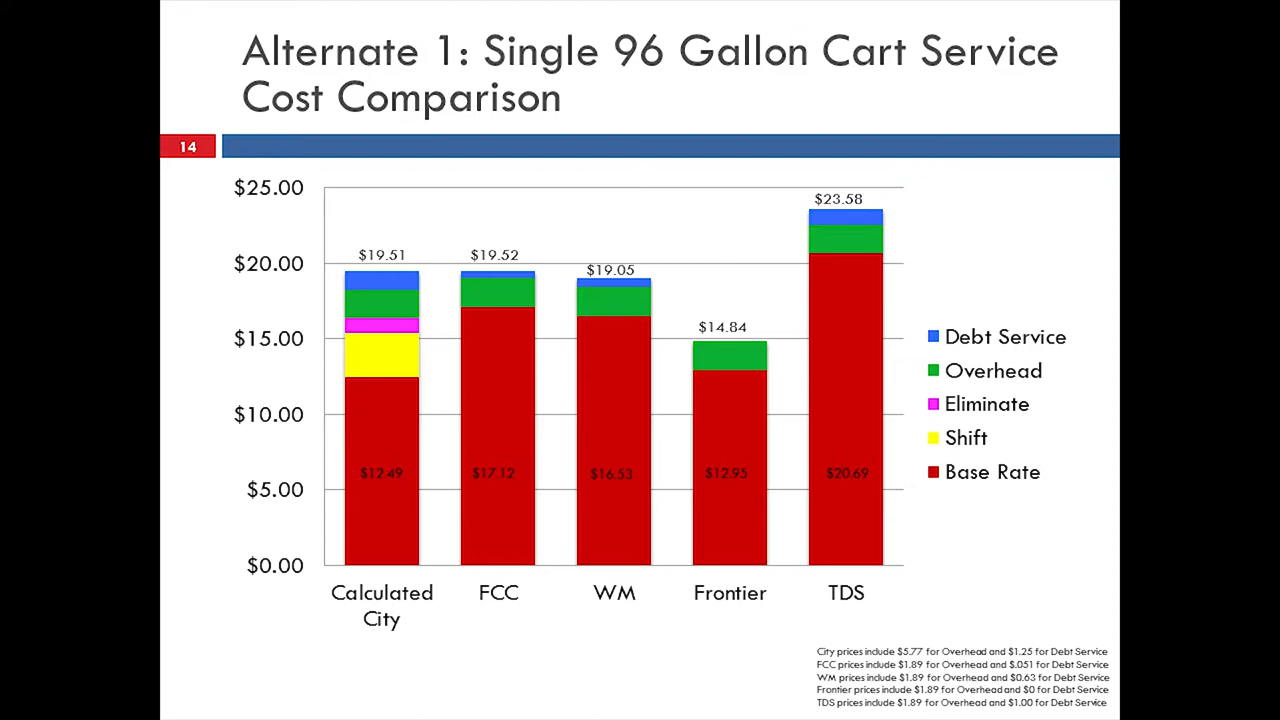 Alternate 1: Single 96 Gallon Cart Service
Cost Comparison
14
$25.00
$20.00
$15.00
$10.00
$5.00
$0.00
$19.51
$19.52
$19.05
$14.84
$23.58
$12.49
$17.12
$16.53
$12.95
$20.69
Calculated
City
FCC
WM
Frontier
TDS
Debt Service
Overhead
Eliminate
Shift
Base Rate
City prices include $5.77 for Overhead and $1.25 for Debt Service
FCC prices include $1.89 for Overhead and $.051 for Debt Service
WM prices include $1.89 for Overhead and $0.63 for Debt Service
Frontier prices include $1.89 for Overhead and $0 for Debt Service
TDS prices include $1.89 for Overhead and $1.00 for Debt Service